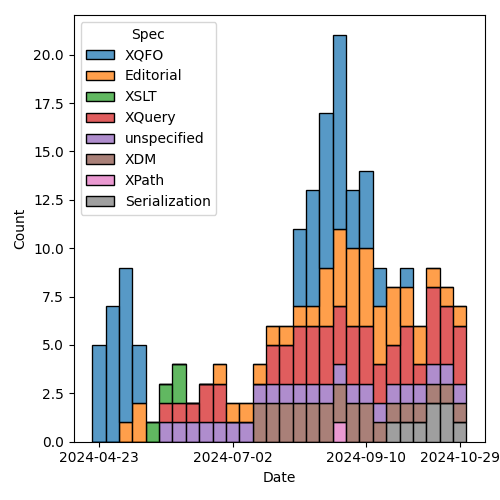 Spec
XQFO
Editorial
XSLT
XQuery
unspecified
XDM
XPath
Serialization
20.0
17.5
15.0
12.5
10.0
7.5
5.0
2.5
0.0
Count
2024-04-23 2024-07-02 2024-09-10 2024-10-29
Date